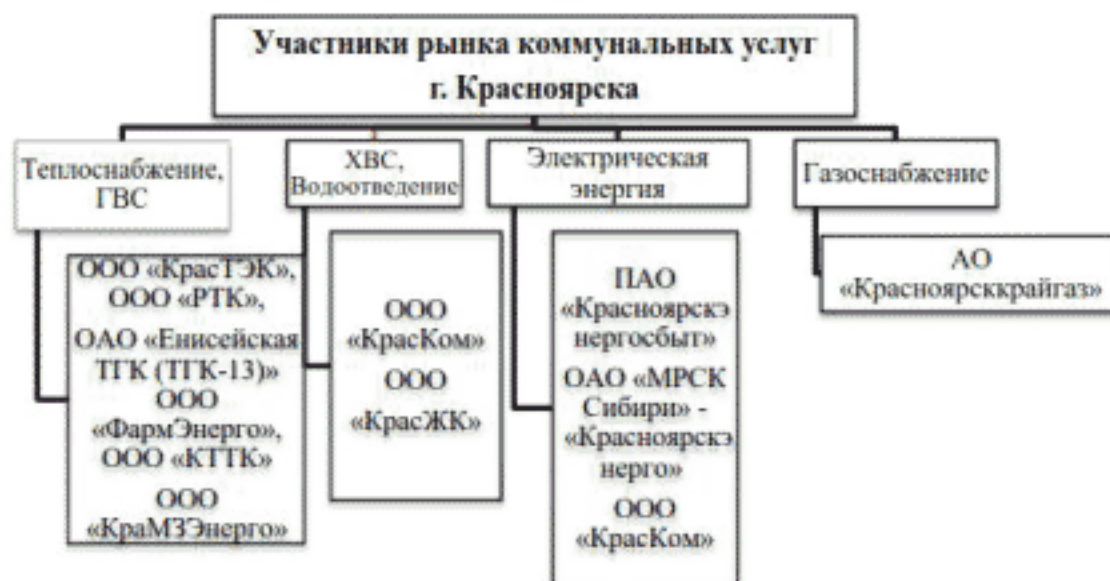 Участники рынка коммунальных услуг
г. Красноярска
Теплоснабжение,
ГВС
ХВС,
Водоотведение
Электрическая
энергия
Газоснабжение
ООО «КрасТЭК»,
ООО «РТК»,
ОАО «Енисейская
ТГК (ТГК-13)»
ООО
«ФармЭнерго»,
ООО «КТТК»
ООО
«КраМЗЭнерго»
ООО
«КрасКом»
ООО
«КрасЖК»
ПАО
«Красноярскэ
нергосбыт»
ОАО «МРСК
Сибири» -
«Красноярскэ
нерго»
ООО
«КрасКом»
АО
«Красноярсккрайгаз»